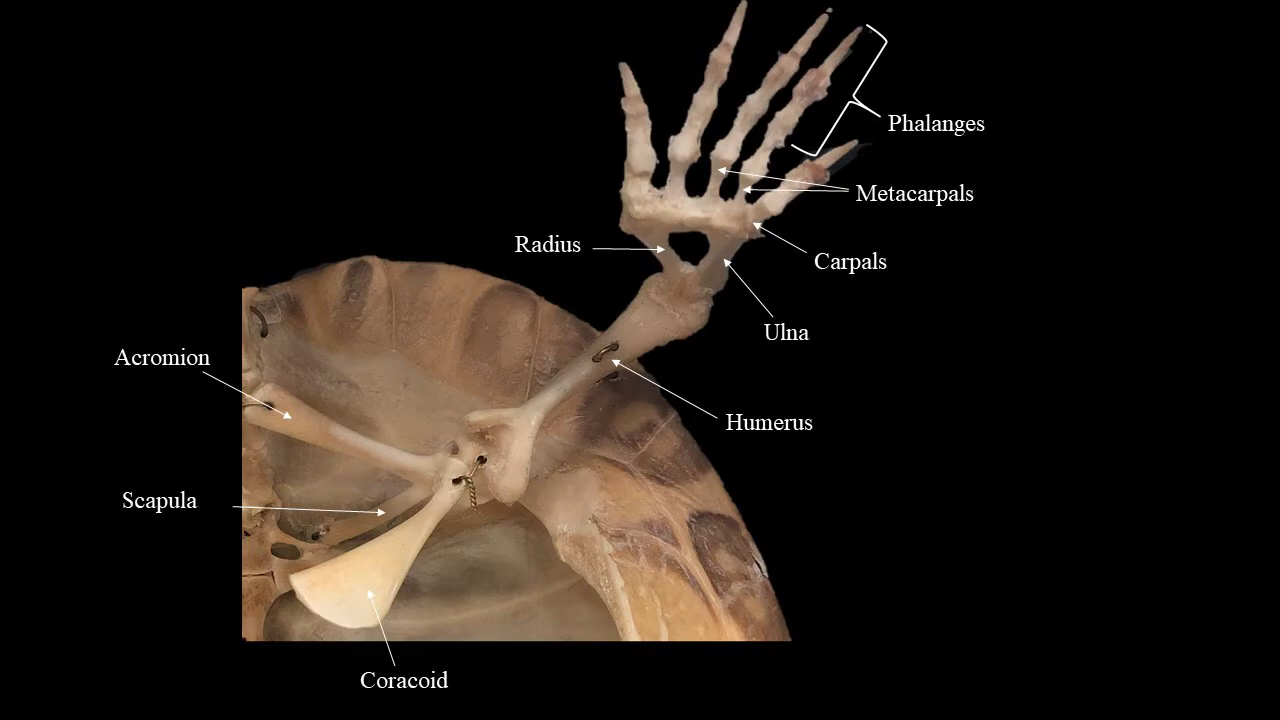 Phalanges
Metacarpals
Radius
Carpals
Ulna
Acromion
Humerus
Scapula
Coracoid